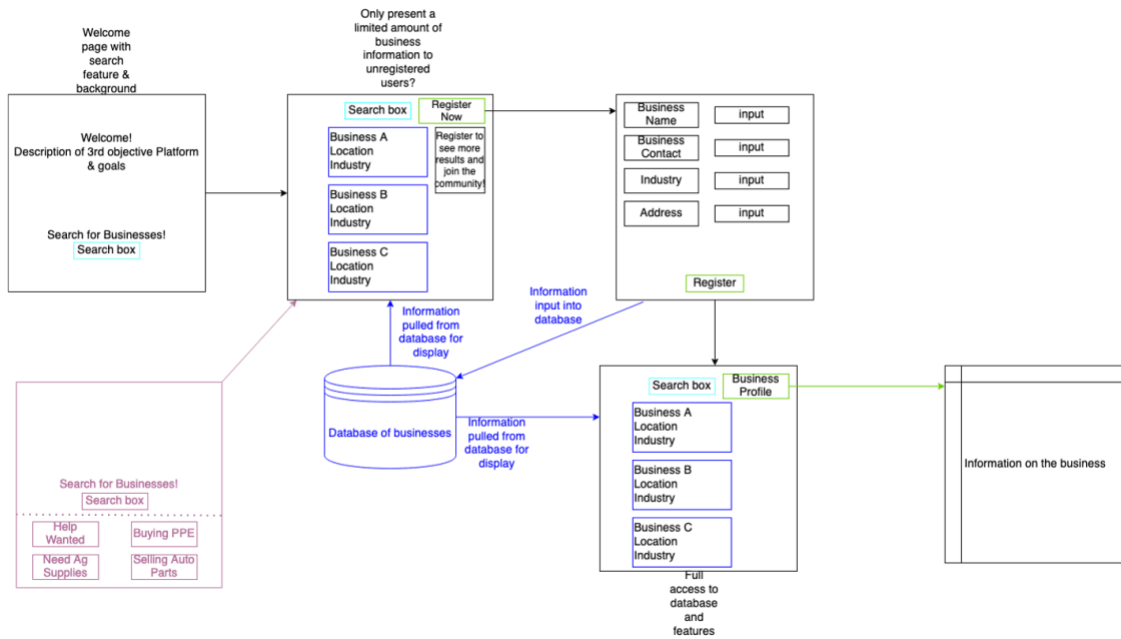 Welcome
page with
search
feature &
background
Welcome!
Description of 3rd objective Platform
& goals
Search for Businesses!
Search box
Only present a
limited amount of
business
information to
unregistered
users?
Search box
Register
Now
Business A
Location
Industry
Register to
see more
results and
join the
community!
Business B
Location
Industry
Business C
Location
Industry
Business
Name
input
Business
Contact
input
Industry
input
Address
input
Register
Information
pulled from
database for
display
Information
input into
database
Database of businesses
Information
pulled from
database for
display
Search for Businesses!
Search box
Help
Wanted
Buying PPE
Need Ag
Supplies
Selling Auto
Parts
Search box
Business
Profile
Business A
Location
Industry
Business B
Location
Industry
Business C
Location
Industry
Full
access to
database
and
features
Information on the business